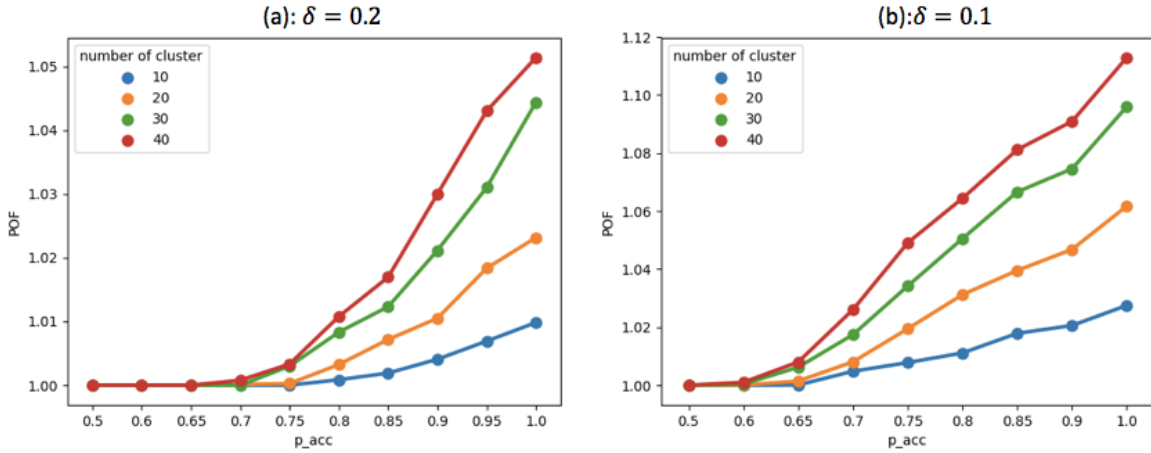 (a): δ = 0.2
number of cluster
10
20
30
40
POF
1.05
1.04
1.03
1.02
1.01
1.00
0.5 0.6 0.65 0.7 0.75 0.8 0.85 0.9 0.95 1.0
p_acc
(b):δ = 0.1
number of cluster
10
20
30
40
POF
1.12
1.10
1.08
1.06
1.04
1.02
1.00
0.5 0.6 0.65 0.7 0.75 0.8 0.85 0.9 1.0
p_acc